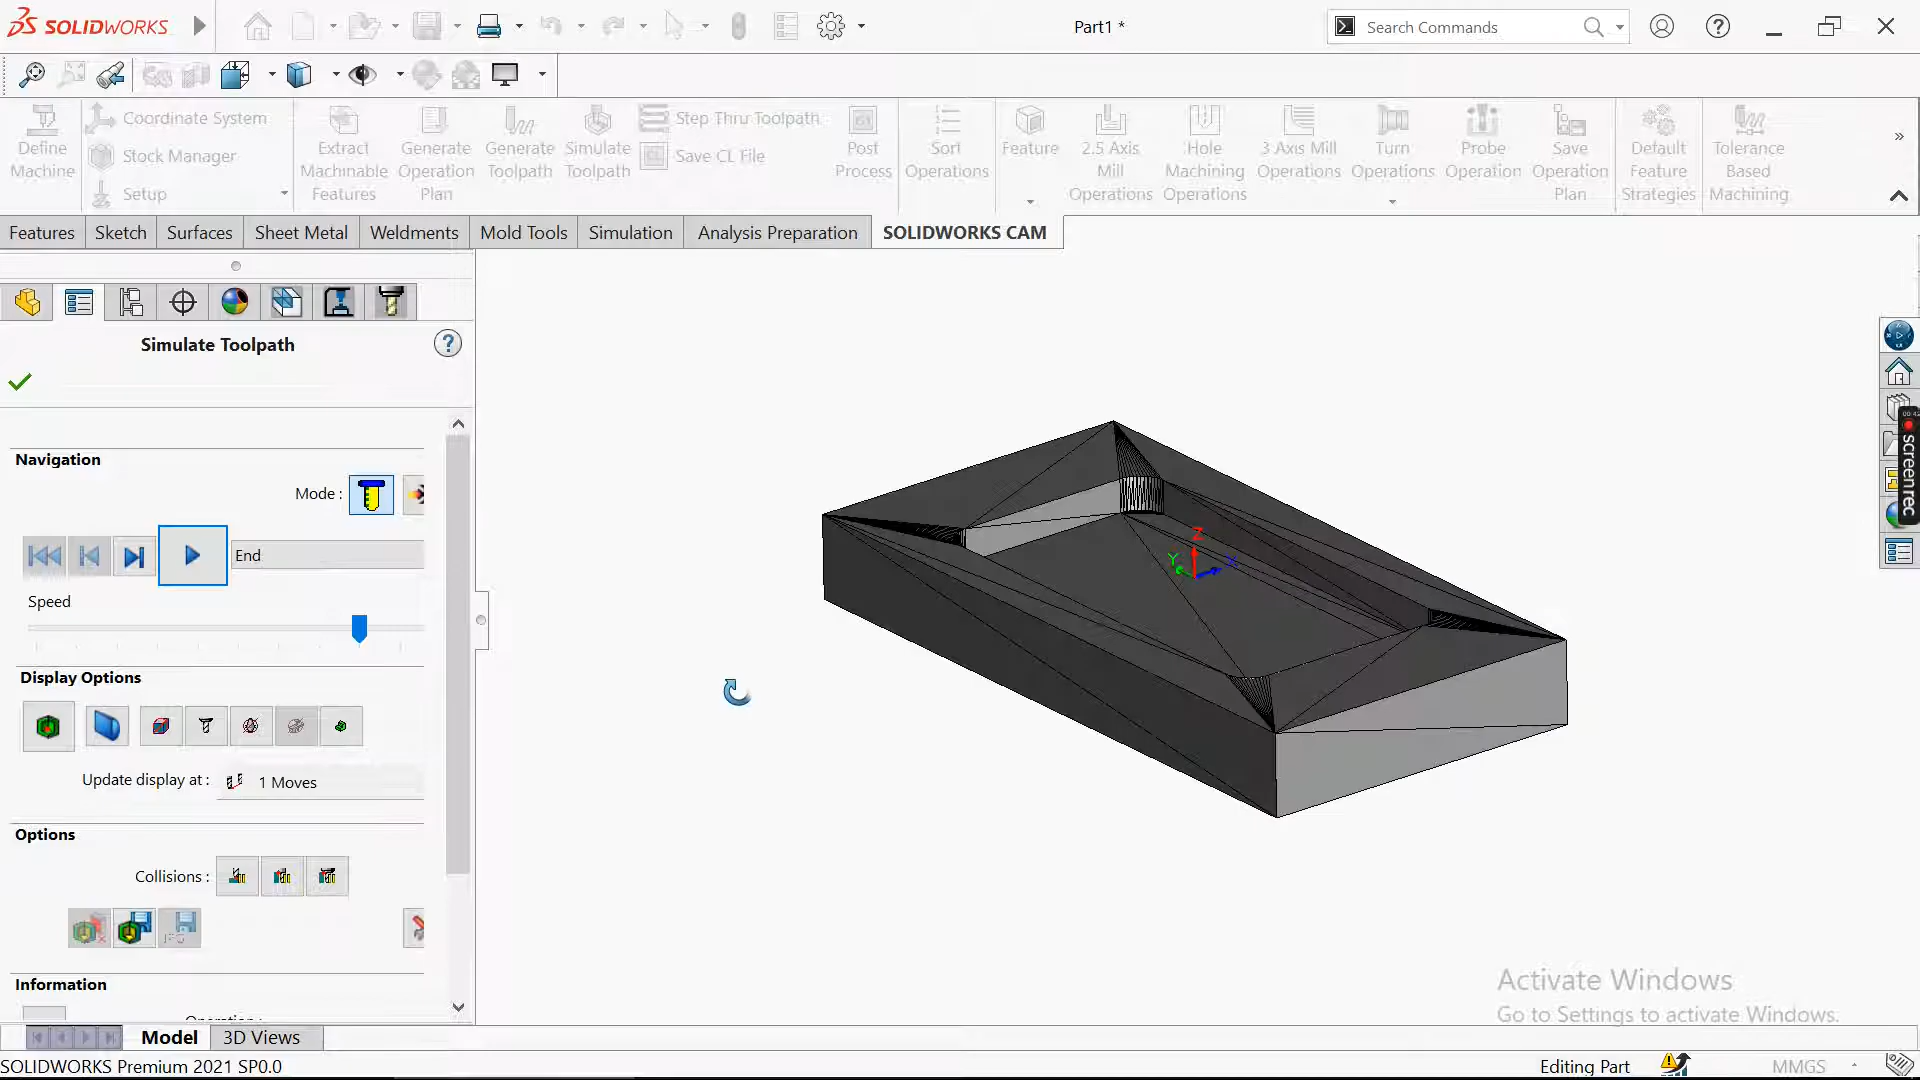 SOLIDWORKS
Part1 *
Search Commands
Define Machine
Coordinate System
Stock Manager
Setup
Extract Machinable Features
Generate Operation Plan
Generate Toolpath
Simulate Toolpath
Step Thru Toolpath
Save CL File
Post Process
Sort Operations
Feature
2.5 Axis Mill Operations
Hole Machining Operations
3 Axis Mill Operations
Turn Operations
Probe Operation
Save Operation Plan
Default Feature Strategies
Tolerance Based Machining
Features
Sketch
Surfaces
Sheet Metal
Weldments
Mold Tools
Simulation
Analysis Preparation
SOLIDWORKS CAM
Simulate Toolpath
Navigation
Mode :
End
Speed
Display Options
Update display at :
1 Moves
Options
Collisions :
Information
Z
Y
X
screenrec
Activate Windows
Go to Settings to activate Windows.
Model
3D Views
SOLIDWORKS Premium 2021 SP0.0
Editing Part
MMGS